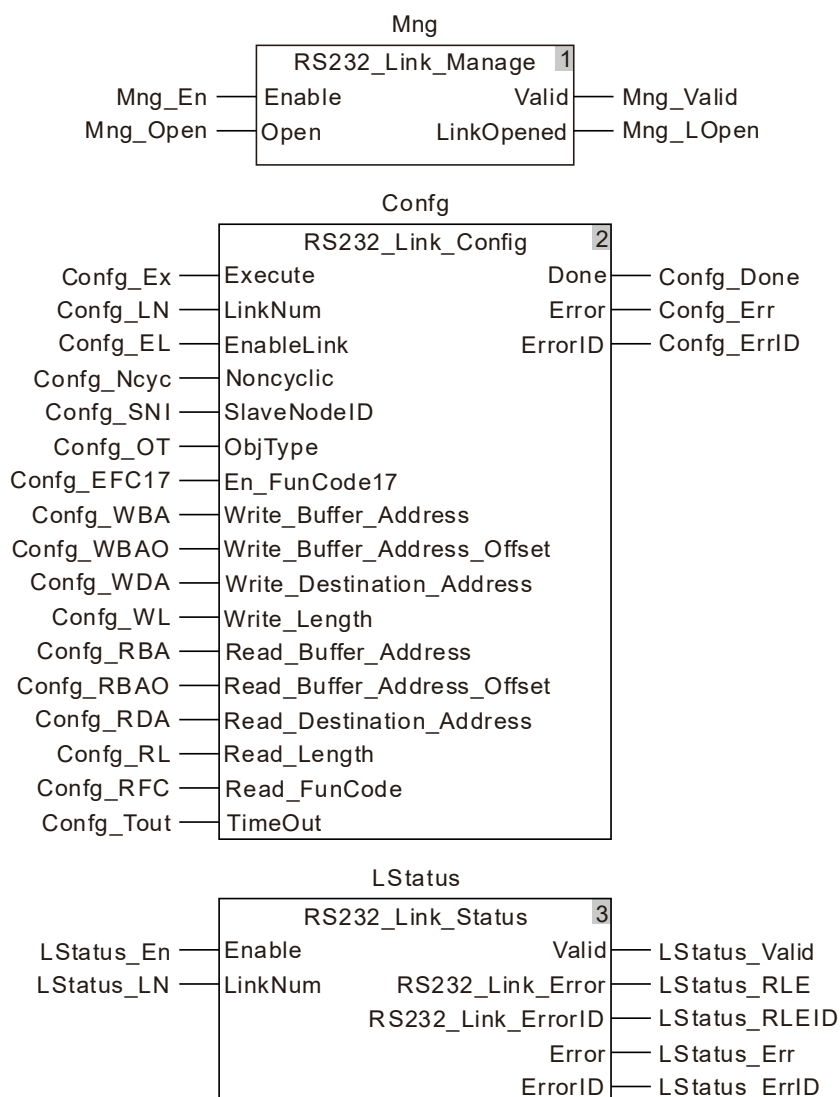 Mng
RS232_Link_Manage 1
Mng_En Enable Valid Mng_Valid
Mng_Open Open LinkOpened Mng_LOpen
Confg
RS232_Link_Config 2
Confg_Ex Execute Done Confg_Done
Confg_LN LinkNum Error Confg_Err
Confg_EL EnableLink ErrorID Confg_ErrID
Confg_Ncyc Noncyclic
Confg_SNI SlaveNodeID
Confg_OT ObjType
Confg_EFC17 En_FunCode17
Confg_WBA Write_Buffer_Address
Confg_WBAO Write_Buffer_Address_Offset
Confg_WDA Write_Destination_Address
Confg_WL Write_Length
Confg_RBA Read_Buffer_Address
Confg_RBAO Read_Buffer_Address_Offset
Confg_RDA Read_Destination_Address
Confg_RL Read_Length
Confg_RFC Read_FunCode
Confg_Tout TimeOut
LStatus
RS232_Link_Status 3
LStatus_En Enable Valid LStatus_Valid
LStatus_LN LinkNum RS232_Link_Error LStatus_RLE
RS232_Link_ErrorID LStatus_RLEID
Error LStatus_Err
ErrorID LStatus_ErrID